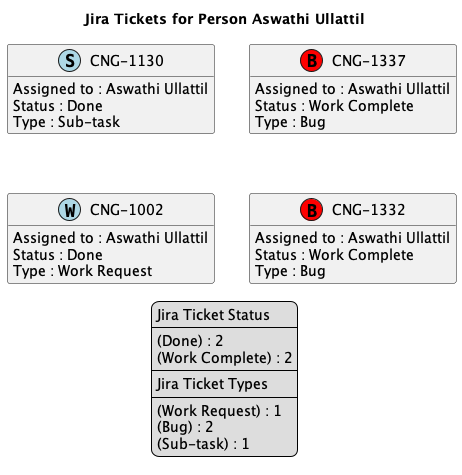 Jira Tickets for Person Aswathi Ullattil
S CNG-1130
Assigned to : Aswathi Ullattil
Status : Done
Type : Sub-task
B CNG-1337
Assigned to : Aswathi Ullattil
Status : Work Complete
Type : Bug
W CNG-1002
Assigned to : Aswathi Ullattil
Status : Done
Type : Work Request
B CNG-1332
Assigned to : Aswathi Ullattil
Status : Work Complete
Type : Bug
Jira Ticket Status
(Done) : 2
(Work Complete) : 2
Jira Ticket Types
(Work Request) : 1
(Bug) : 2
(Sub-task) : 1